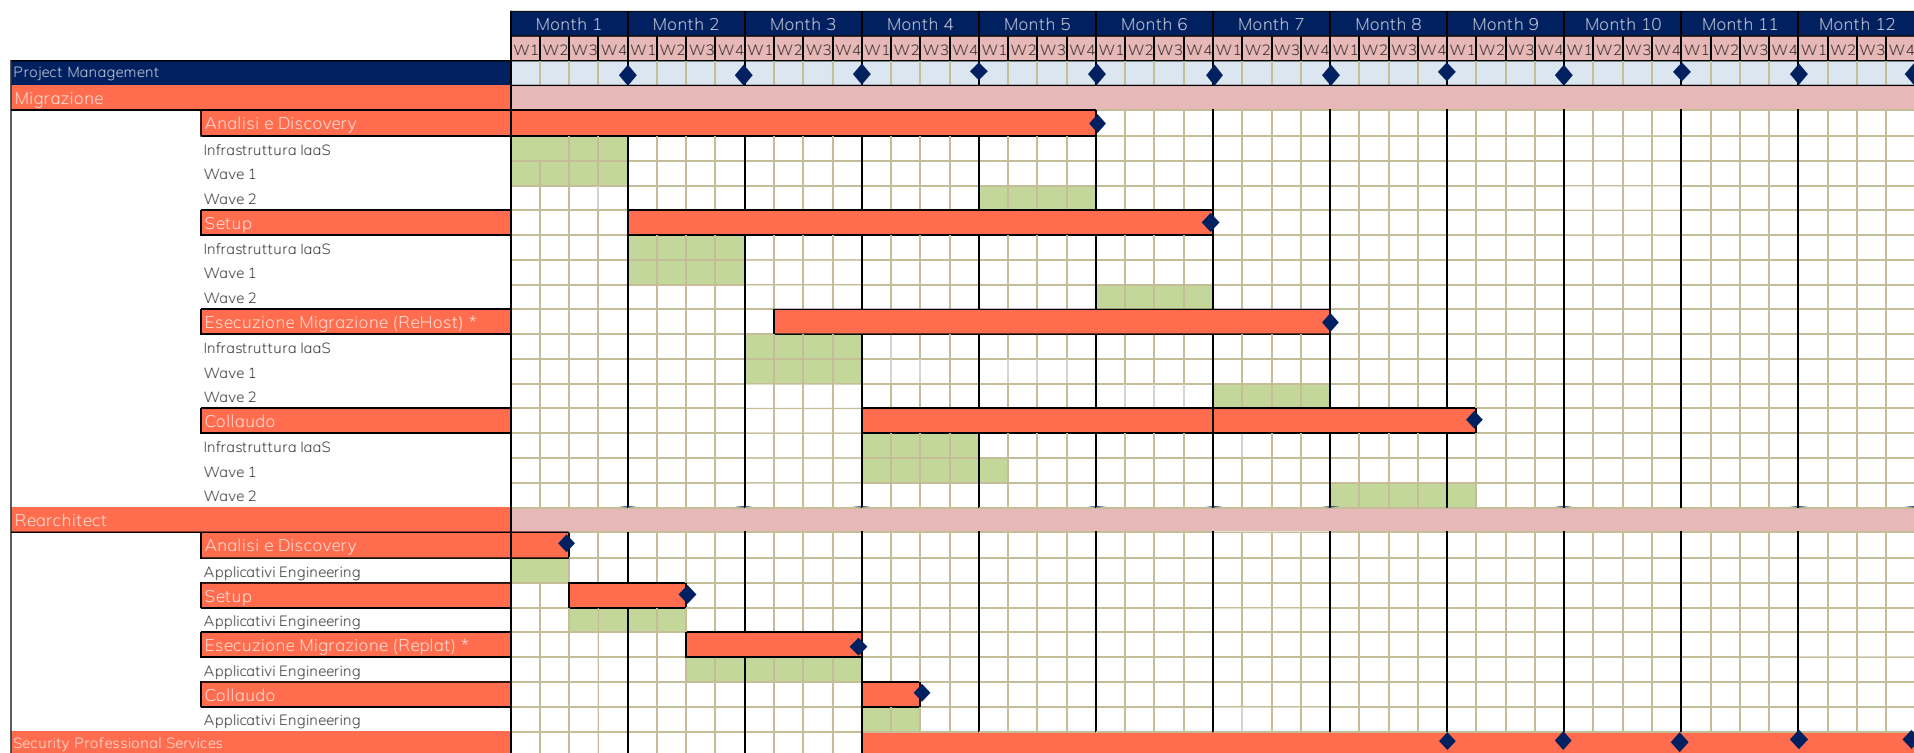 Month 1 Month 2 Month 3 Month 4 Month 5 Month 6 Month 7 Month 8 Month 9 Month 10 Month 11 Month 12
W1 W2 W3 W4 W1 W2 W3 W4 W1 W2 W3 W4 W1 W2 W3 W4 W1 W2 W3 W4 W1 W2 W3 W4 W1 W2 W3 W4 W1 W2 W3 W4 W1 W2 W3 W4 W1 W2 W3 W4 W1 W2 W3 W4 W1 W2 W3 W4
Project Management
Migrazione
Analisi e Discovery
Infrastruttura IaaS
Wave 1
Wave 2
Setup
Infrastruttura IaaS
Wave 1
Wave 2
Esecuzione Migrazione (ReHost) *
Infrastruttura IaaS
Wave 1
Wave 2
Collaudo
Infrastruttura IaaS
Wave 1
Wave 2
Rearchitect
Analisi e Discovery
Applicativi Engineering
Setup
Applicativi Engineering
Esecuzione Migrazione (Replat) *
Applicativi Engineering
Collaudo
Applicativi Engineering
Security Professional Services